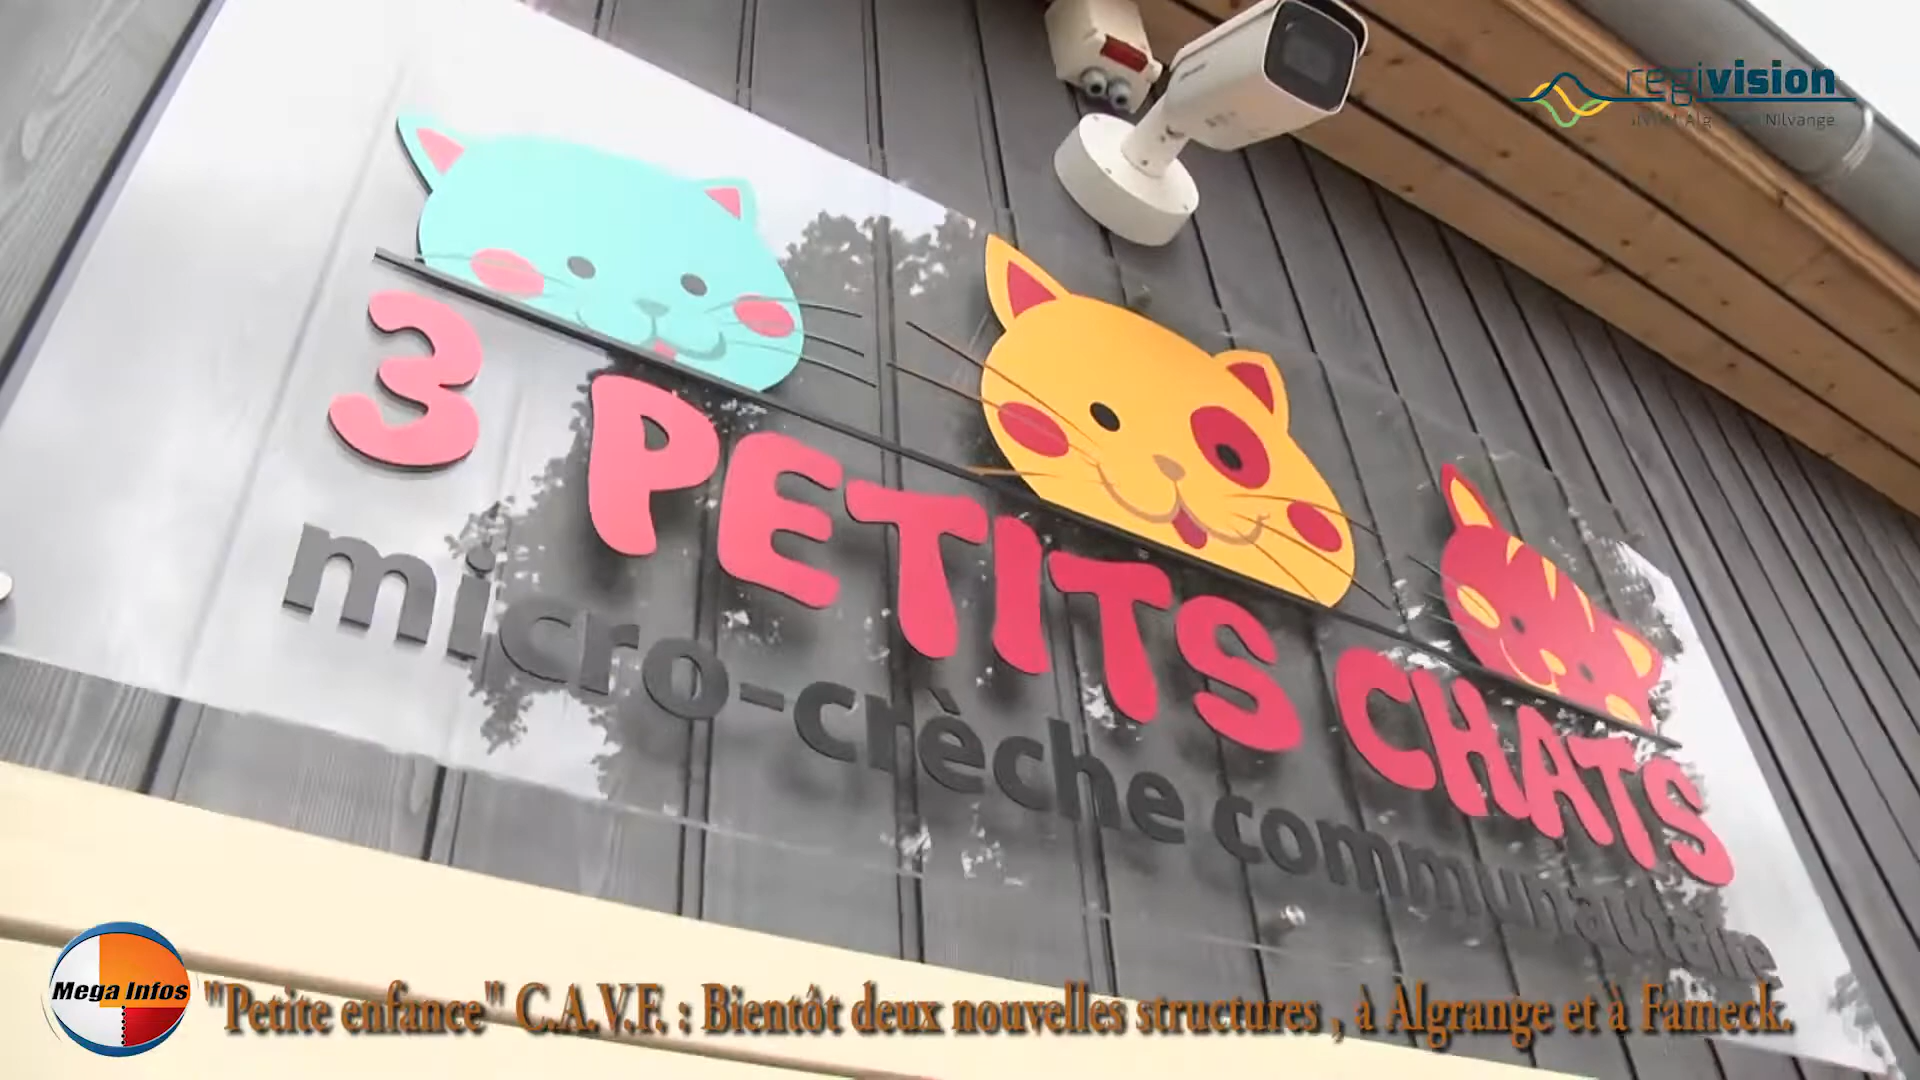 regivision
Nilvange
3 PETITS CHATS
micro-crèche communautaire
Mega Infos
"Petite enfance" C.A.V.F. : Bientôt deux nouvelles structures , à Algrange et à Fameck.